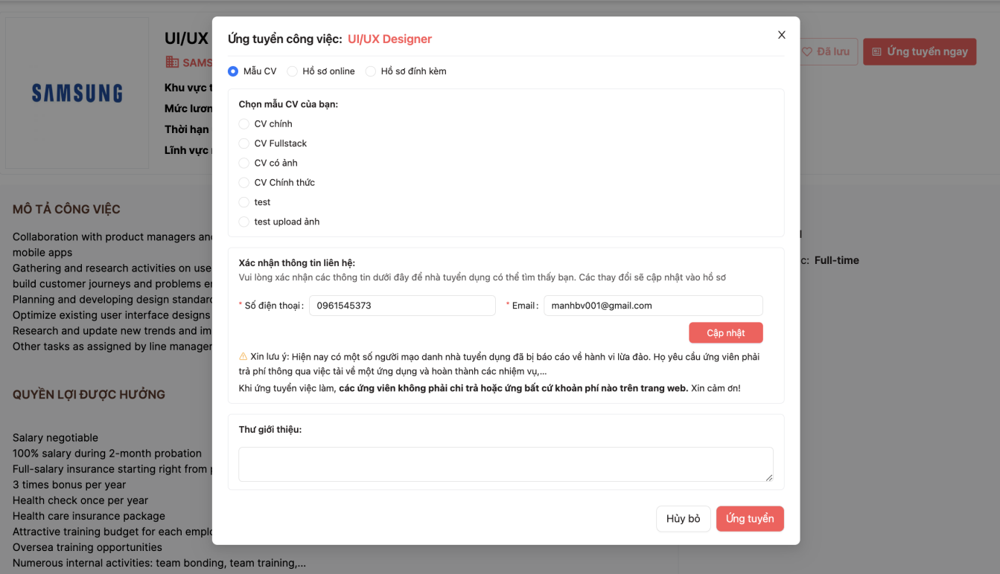 SAMSUNG
UI/UX
SAMS
Khu vực
Mức lươn
Thời hạn
Lĩnh vực
Đã lưu
Ứng tuyển ngay
Ứng tuyển công việc: UI/UX Designer
Mẫu CV
Hồ sơ online
Hồ sơ đính kèm
Chọn mẫu CV của bạn:
CV chính
CV Fullstack
CV có ảnh
CV Chính thức
test
test upload ảnh
Xác nhận thông tin liên hệ:
Vui lòng xác nhận các thông tin dưới đây để nhà tuyển dụng có thể tìm thấy bạn. Các thay đổi sẽ cập nhật vào hồ sơ
* Số điện thoại: 0961545373
* Email: manhbv001@gmail.com
Cập nhật
Xin lưu ý: Hiện nay có một số người mạo danh nhà tuyển dụng đã bị báo cáo về hành vi lừa đảo. Họ yêu cầu ứng viên phải
trả phí thông qua việc tải về một ứng dụng và hoàn thành các nhiệm vụ,...
Khi ứng tuyển việc làm, các ứng viên không phải chi trả hoặc ứng bất cứ khoản phí nào trên trang web. Xin cảm ơn!
Thư giới thiệu:
Hủy bỏ
Ứng tuyển
MÔ TẢ CÔNG VIỆC
Collaboration with product managers and
mobile apps
Gathering and research activities on use
build customer journeys and problems
Planning and developing design standar
Optimize existing user interface designs
Research and update new trends and im
Other tasks as assigned by line manager
QUYỀN LỢI ĐƯỢC HƯỞNG
Salary negotiable
100% salary during 2-month probation
Full-salary insurance starting right from
3 times bonus per year
Health check once per year
Health care insurance package
Attractive training budget for each emplo
Oversea training opportunities
Numerous internal activities: team bonding, team training,...
c: Full-time